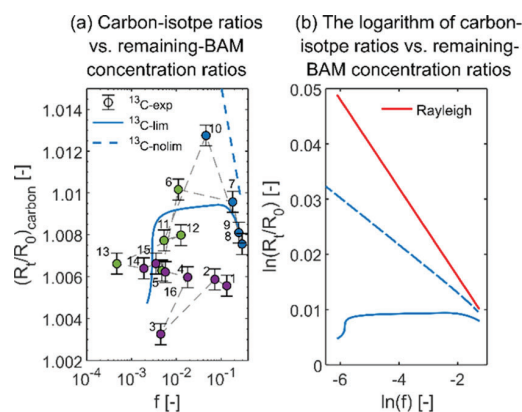 (a) Carbon-isotpe ratios
vs. remaining-BAM
concentration ratios
(b) The logarithm of carbon-
isotpe ratios vs. remaining-
BAM concentration ratios
1.015
1.014
1.012
1.01
1.008
1.006
1.004
1.002
(Rt/R0)carbon [-]
13C-exp
13C-lim
13C-nolim
10
6
7
11
12
9
8
13
14
15
5
16
4
2
1
3
10-4
10-2
100
f [-]
0.05
0.04
0.03
0.02
0.01
0
ln(Rt/R0) [-]
Rayleigh
-6
-4
-2
ln(f) [-]